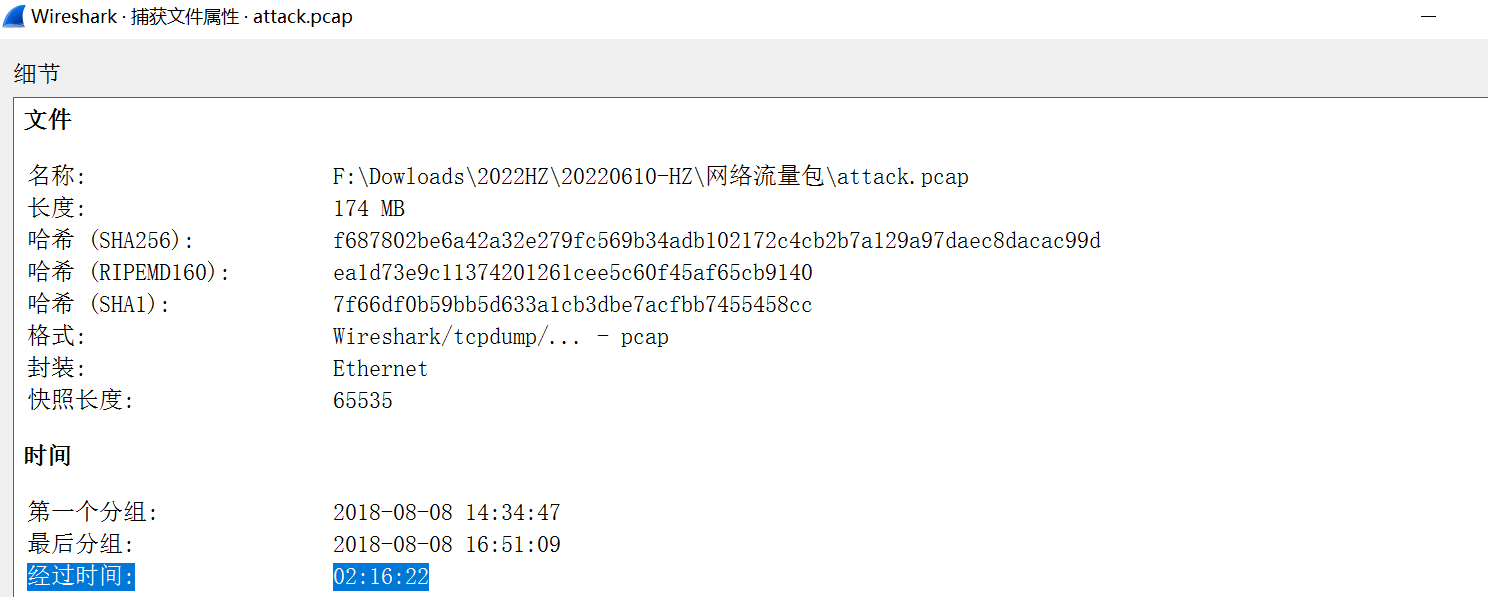 Wireshark · 捕获文件属性 · attack.pcap
细节
文件
名称: F:\Dowloads\2022HZ\20220610-HZ\网络流量包\attack.pcap
长度: 174 MB
哈希 (SHA256): f687802be6a42a32e279fc569b34adb102172c4cb2b7a129a97daec8dacac99d
哈希 (RIPEMD160): ea1d73e9c11374201261cee5c60f45af65cb9140
哈希 (SHA1): 7f66df0b59bb5d633a1cb3dbe7acfbb7455458cc
格式: Wireshark/tcpdump/... - pcap
封装: Ethernet
快照长度: 65535
时间
第一个分组: 2018-08-08 14:34:47
最后分组: 2018-08-08 16:51:09
经过时间: 02:16:22